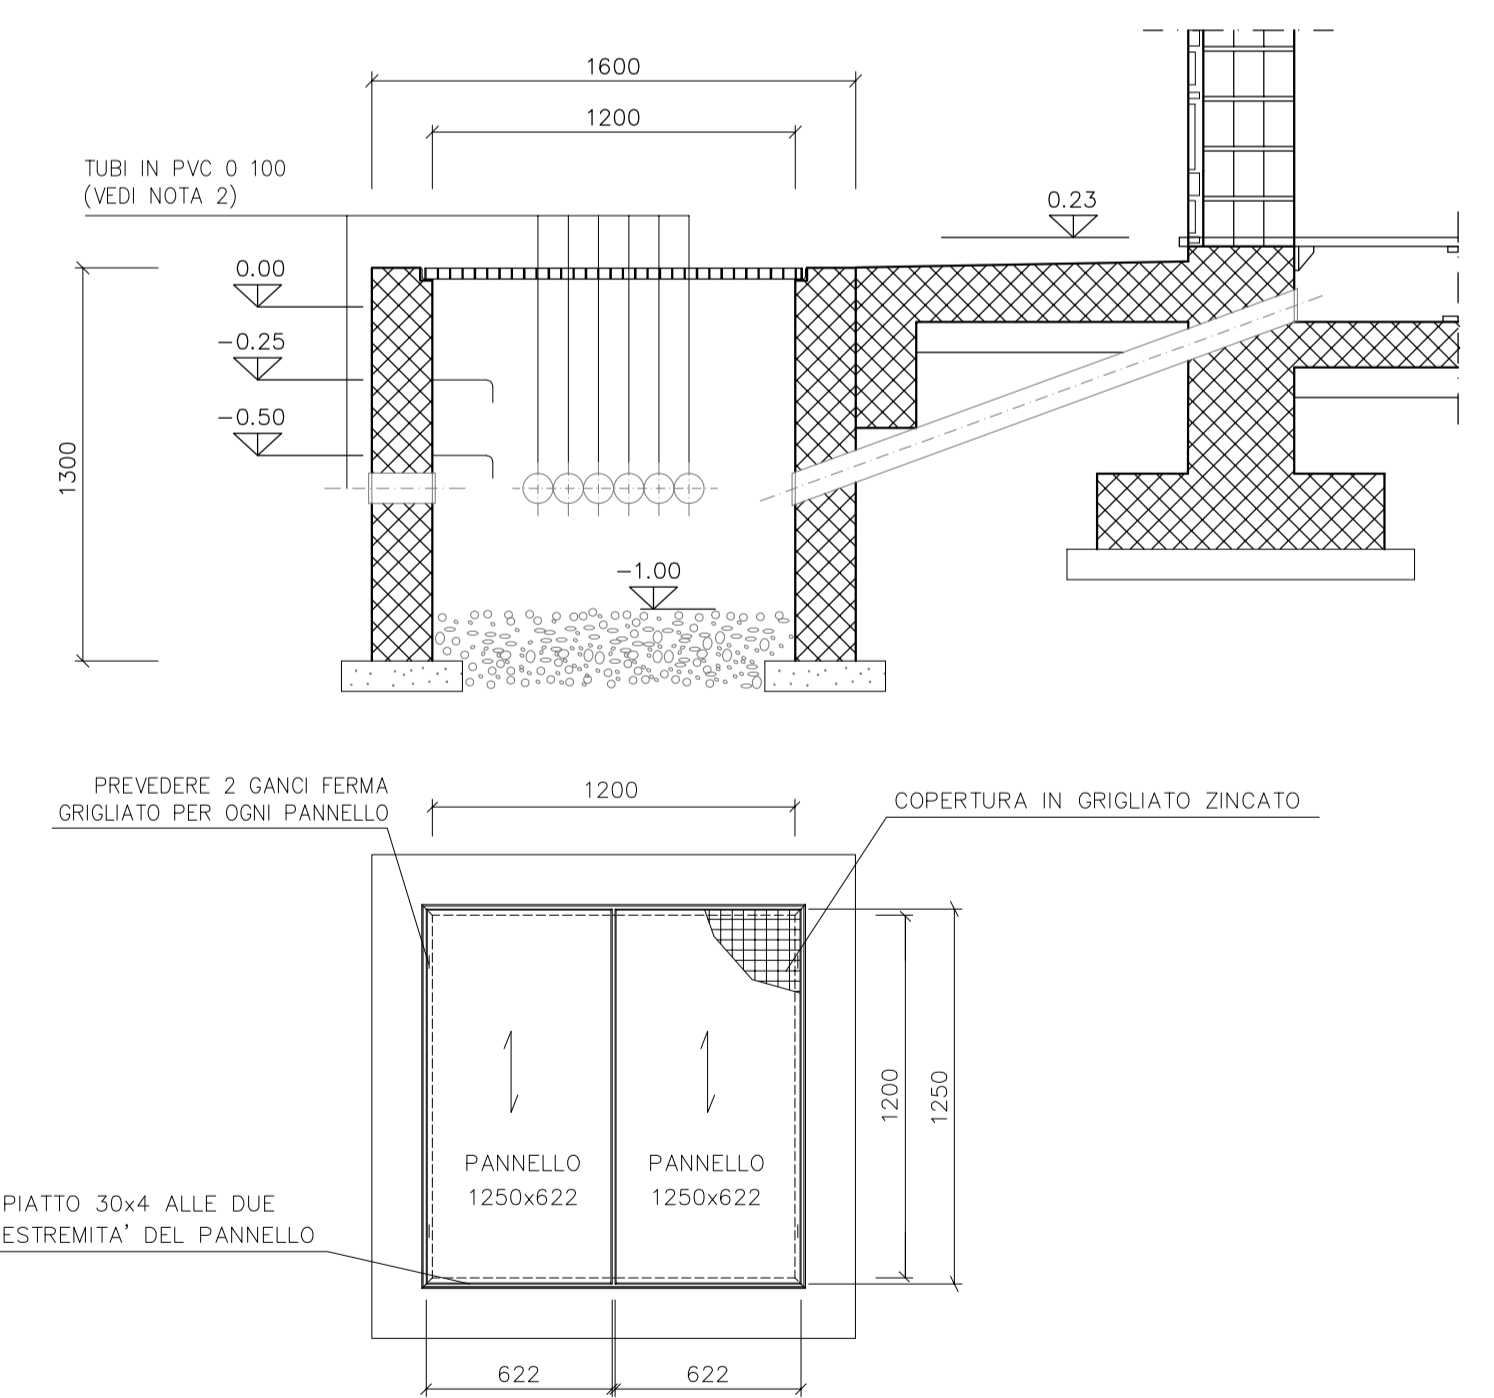 1600
1200
TUBI IN PVC 0 100
(VEDI NOTA 2)
0.23
0.00
-0.25
-0.50
1300
-1.00
PREVEDERE 2 GANCI FERMA
GRIGLIATO PER OGNI PANNELLO
1200
COPERTURA IN GRIGLIATO ZINCATO
1200
1250
PANNELLO
1250x622
PANNELLO
1250x622
PIATTO 30x4 ALLE DUE
ESTREMITA' DEL PANNELLO
622
622